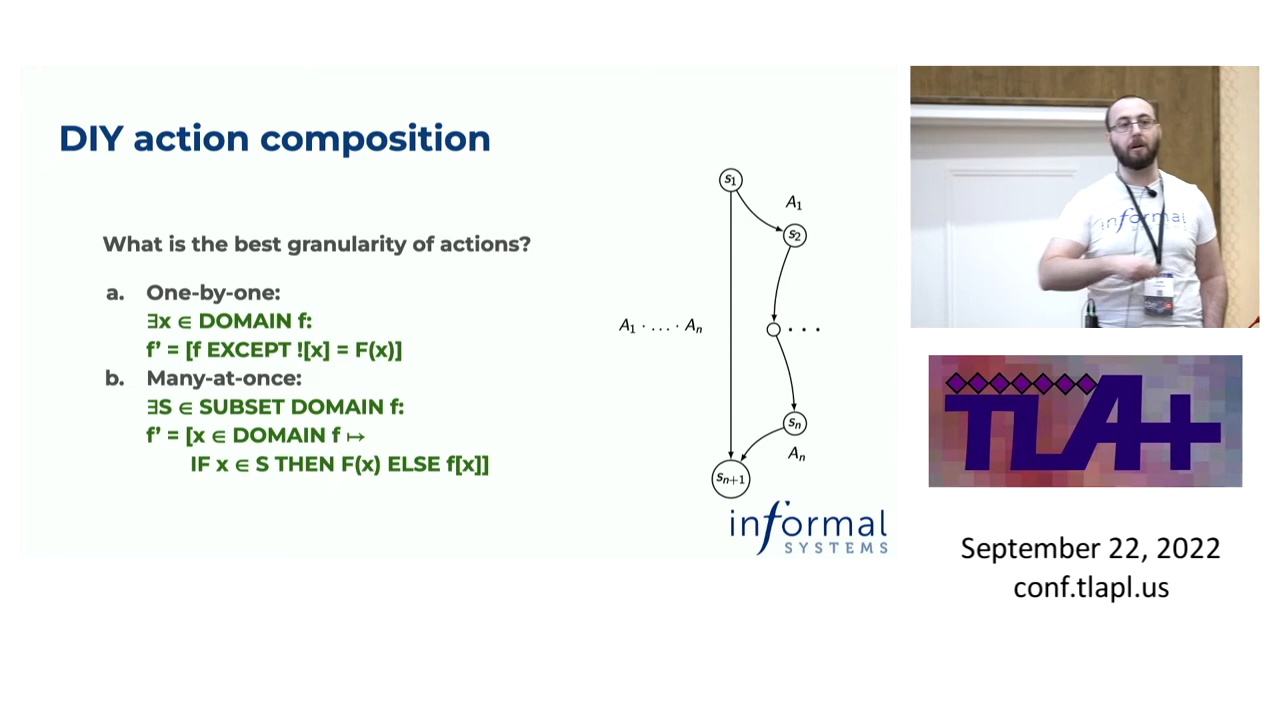 DIY action composition
What is the best granularity of actions?
a. One-by-one:
∃x ∈ DOMAIN f:
f' = [f EXCEPT ![x] = F(x)]
b. Many-at-once:
∃S ∈ SUBSET DOMAIN f:
f' = [x ∈ DOMAIN f ↦
IF x ∈ S THEN F(x) ELSE f[x]]
s₁
A₁
s₂
A₁ · … · Aₙ
· · ·
sₙ
Aₙ
sₙ₊₁
informal
SYSTEMS
informal
TLA+
September 22, 2022
conf.tlapl.us